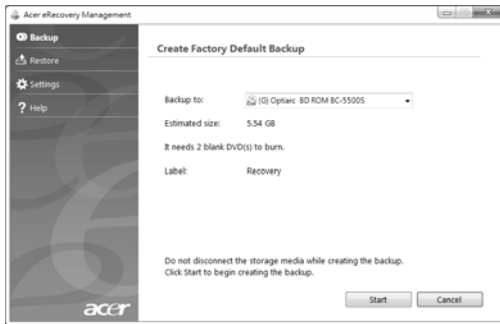 Acer eRecovery Management
Backup
Restore
Settings
Help
Create Factory Default Backup
Backup to: (G) Optiarc BD ROM BC-5500S
Estimated size: 5.54 GB
It needs 2 blank DVD(s) to burn.
Label: Recovery
Do not disconnect the storage media while creating the backup.
Click Start to begin creating the backup.
Start Cancel
acer